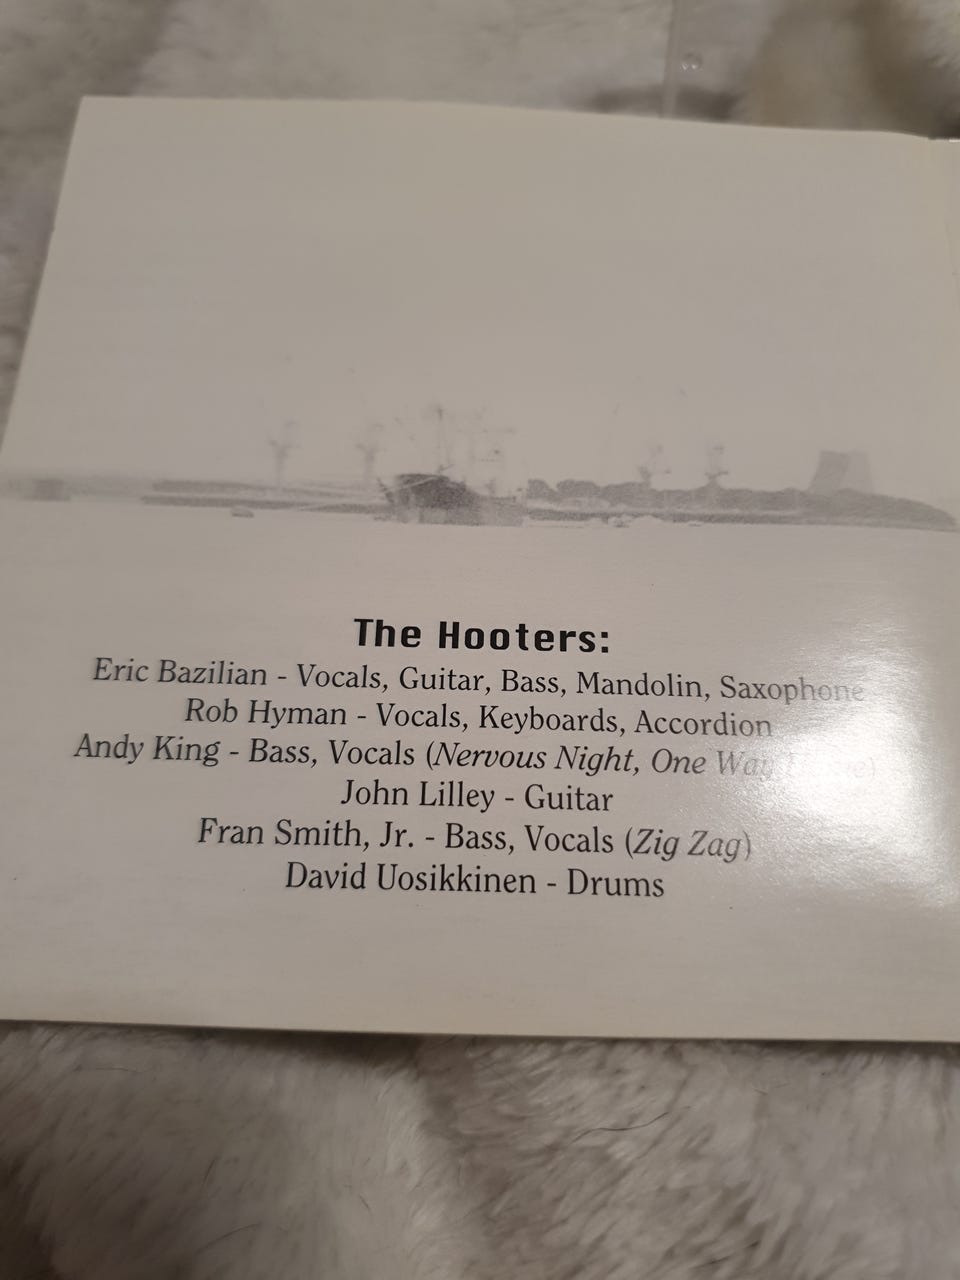 The Hooters:
Eric Bazilian - Vocals, Guitar, Bass, Mandolin, Saxophone
Rob Hyman - Vocals, Keyboards, Accordion
Andy King - Bass, Vocals (Nervous Night, One Way
John Lilley - Guitar
Fran Smith, Jr. - Bass, Vocals (Zig Zag)
David Uosikkinen - Drums